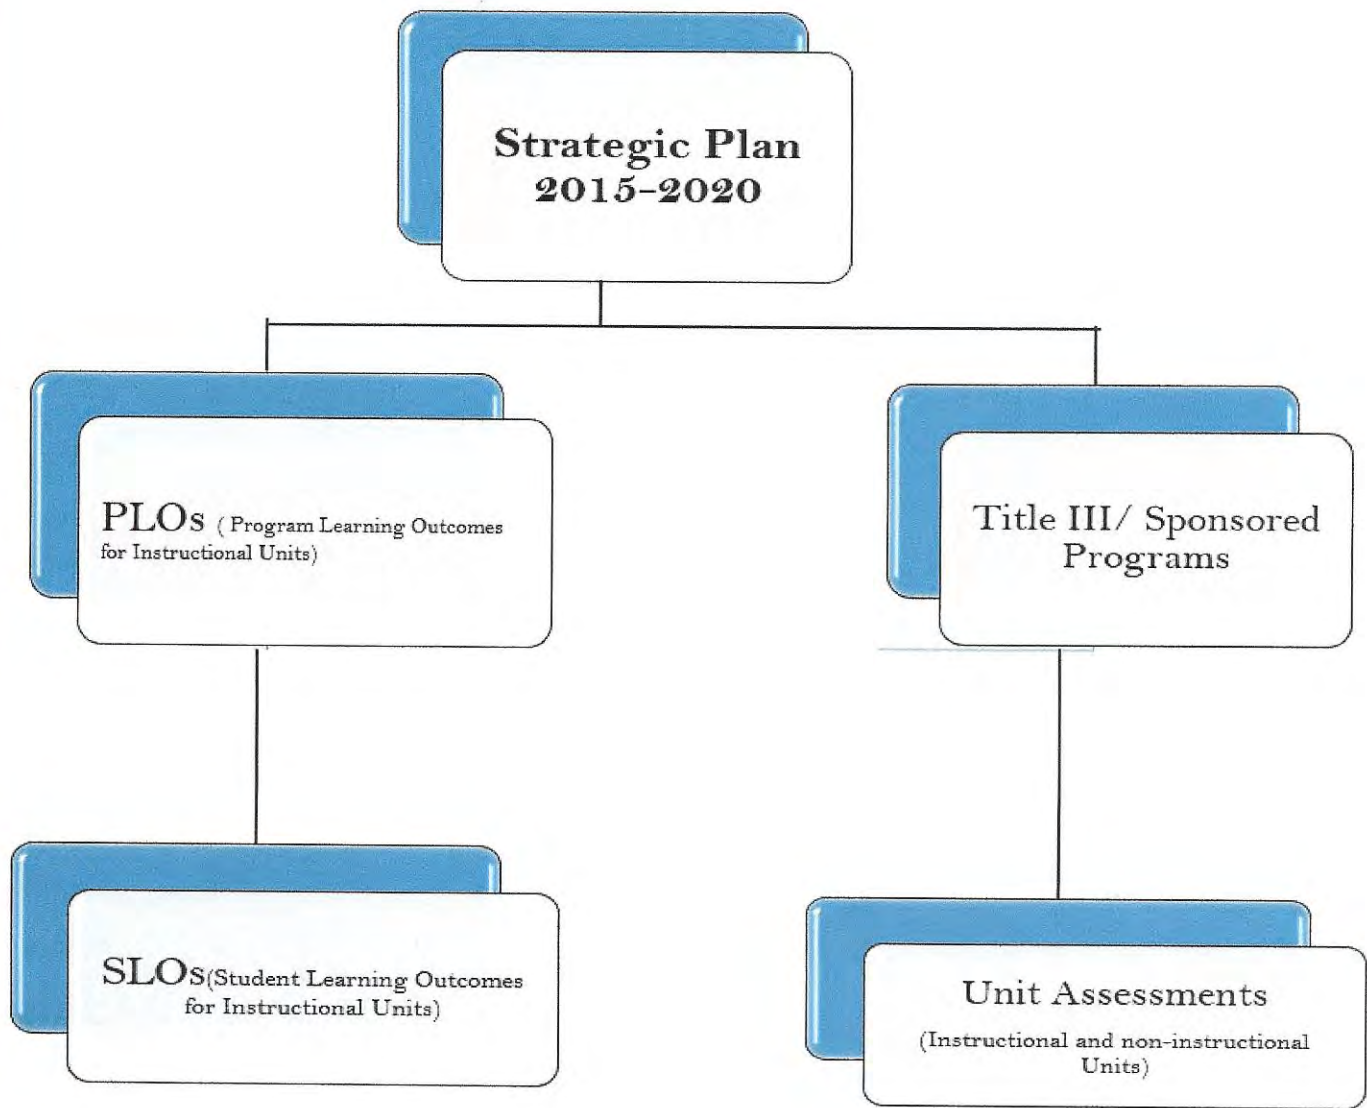 Strategic Plan
2015-2020
PLOs ( Program Learning Outcomes
for Instructional Units)
Title III/ Sponsored
Programs
SLOs(Student Learning Outcomes
for Instructional Units)
Unit Assessments
(Instructional and non-instructional
Units)